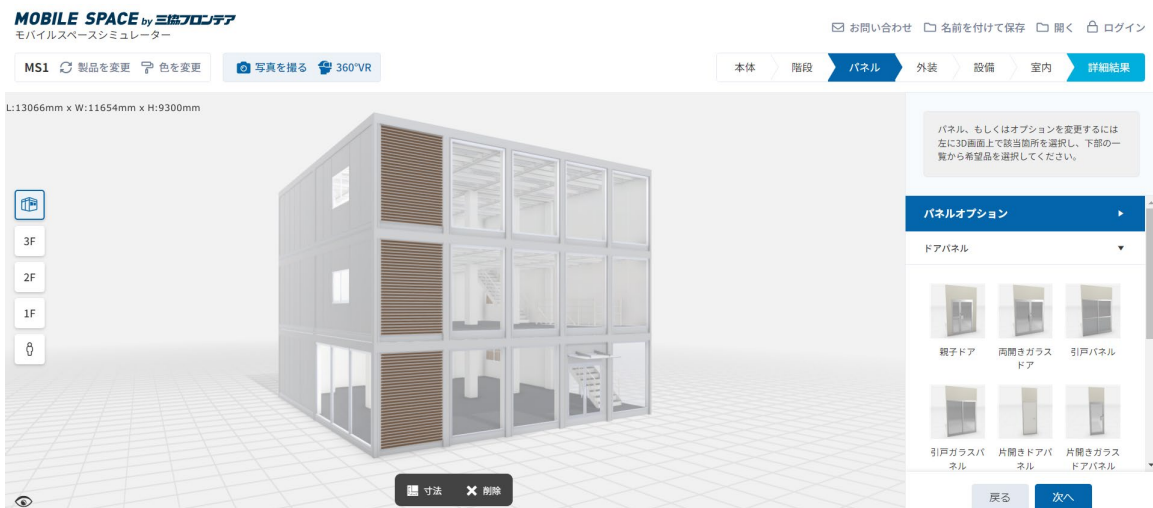 MOBILE SPACE by 三協フロンテア
モバイルスペースシミュレーター
お問い合わせ 名前を付けて保存 開く ログイン
MS1 製品を変更 色を変更 写真を撮る 360°VR
本体 階段 パネル 外装 設備 室内 詳細結果
L:13066mm x W:11654mm x H:9300mm
パネル、もしくはオプションを変更するには
左に3D画面上で該当箇所を選択し、下部の一
覧から希望品を選択してください。
3F
2F
1F
パネルオプション
ドアパネル
親子ドア 両開きガラス 引戸パネル
ドア
引戸ガラスパ 片開きドアパ 片開きガラス
ネル ネル ドアパネル
寸法 削除
戻る 次へ